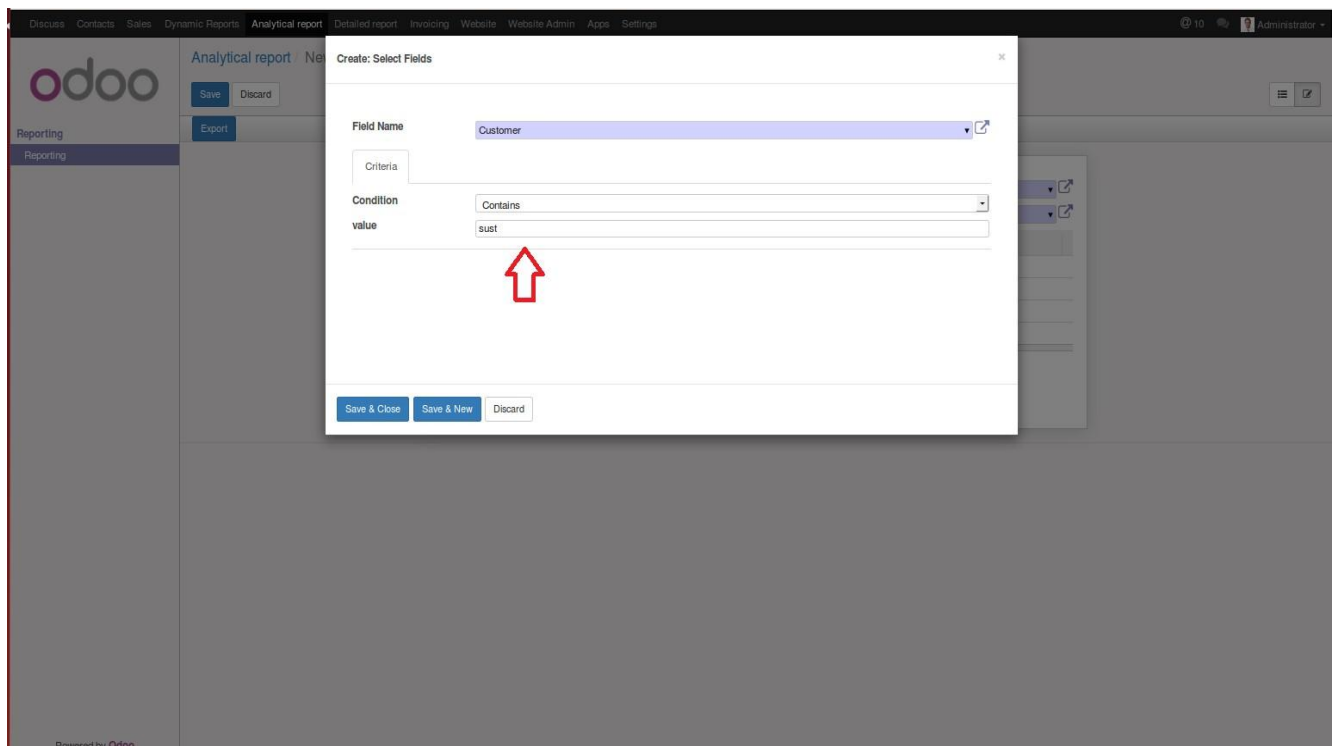 Discuss Contacts Sales Dynamic Reports Analytical report Detailed report Invoicing Website Website Admin Apps Settings @ 10 Administrator
odoo
Analytical report / Ne
Save Discard
Export
Reporting
Reporting
Create: Select Fields ×
Field Name Customer
Criteria
Condition Contains
value sust
Save & Close Save & New Discard
Powered by Odoo